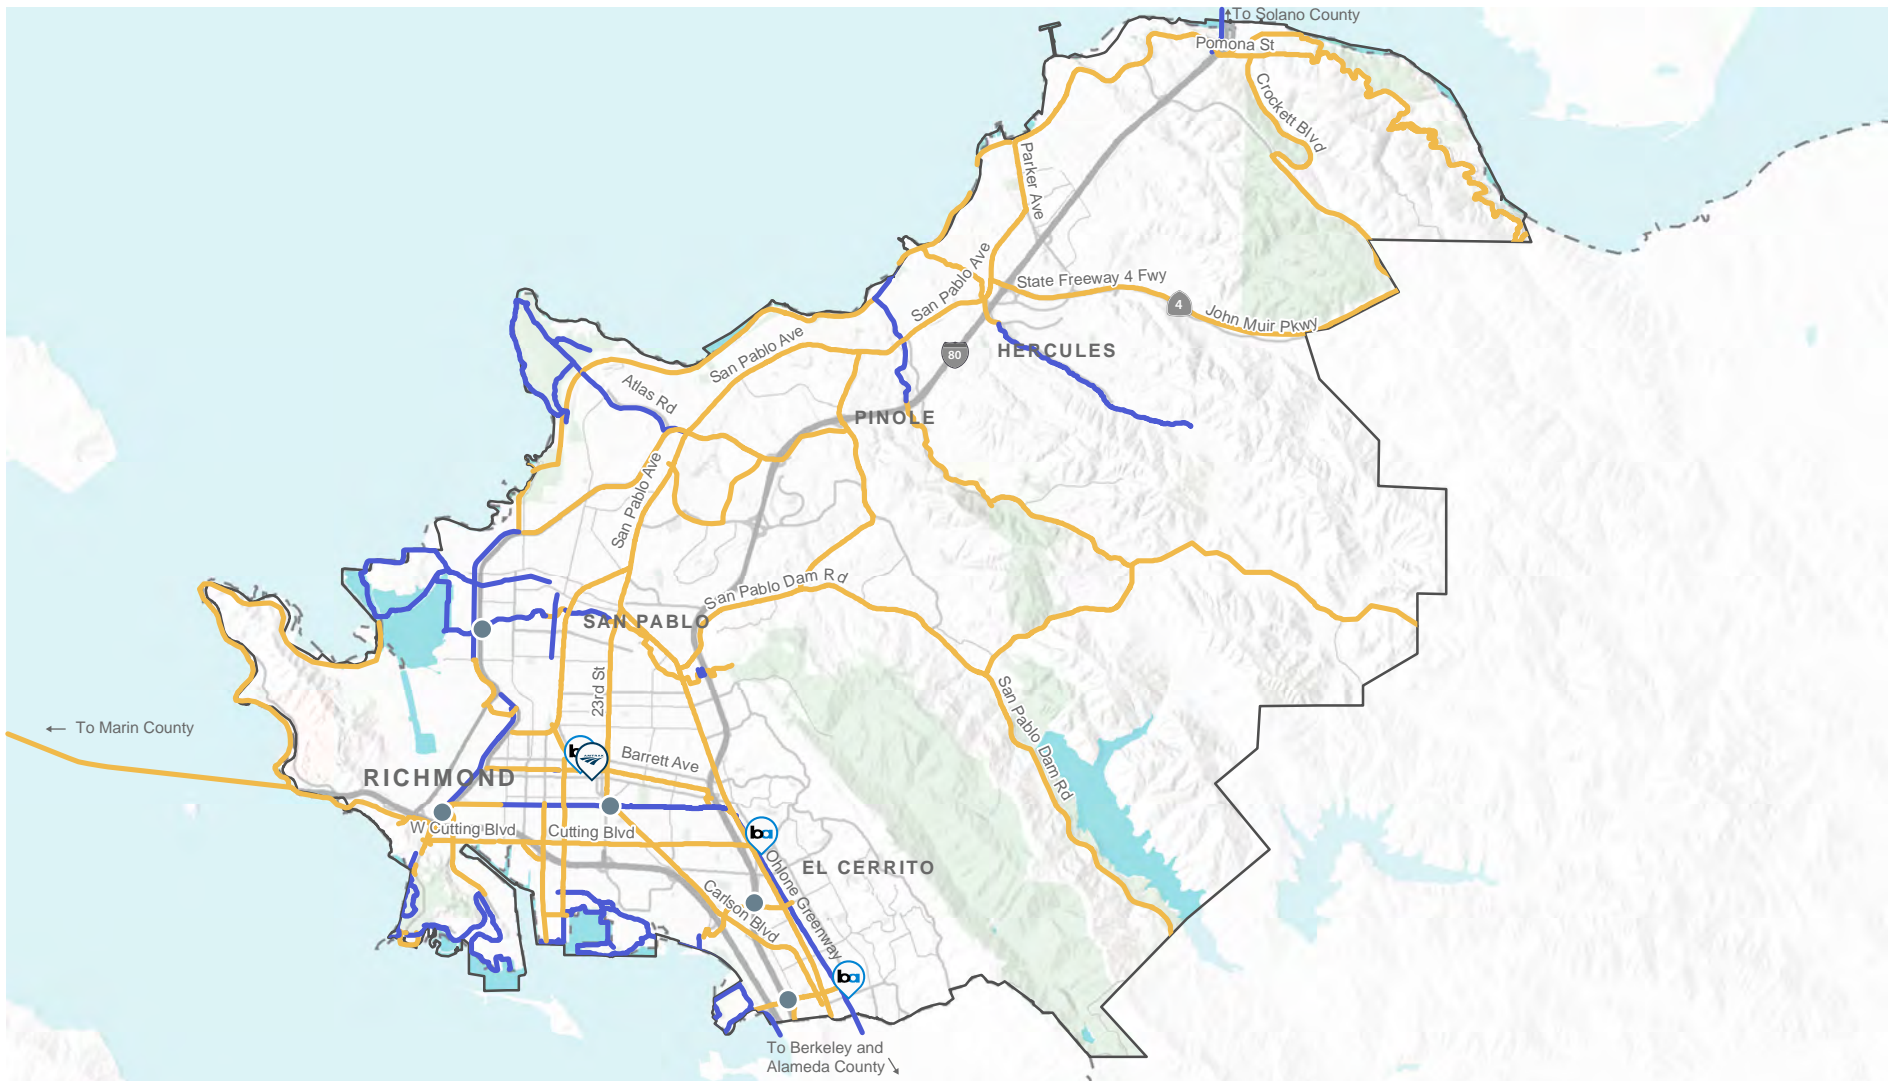 To Solano County
Pomona St
Crockett Blvd
Parker Ave
San Pablo Ave
State Freeway 4 Fwy
4
John Muir Pkwy
80
HERCULES
San Pablo Ave
Atlas Rd
PINOLE
San Pablo Ave
San Pablo Dam Rd
SAN PABLO
23rd St
San Pablo Dam Rd
← To Marin County
ba
Barrett Ave
RICHMOND
W Cutting Blvd
Cutting Blvd
ba
Ohlone Greenway
EL CERRITO
Carlson Blvd
ba
To Berkeley and
Alameda County